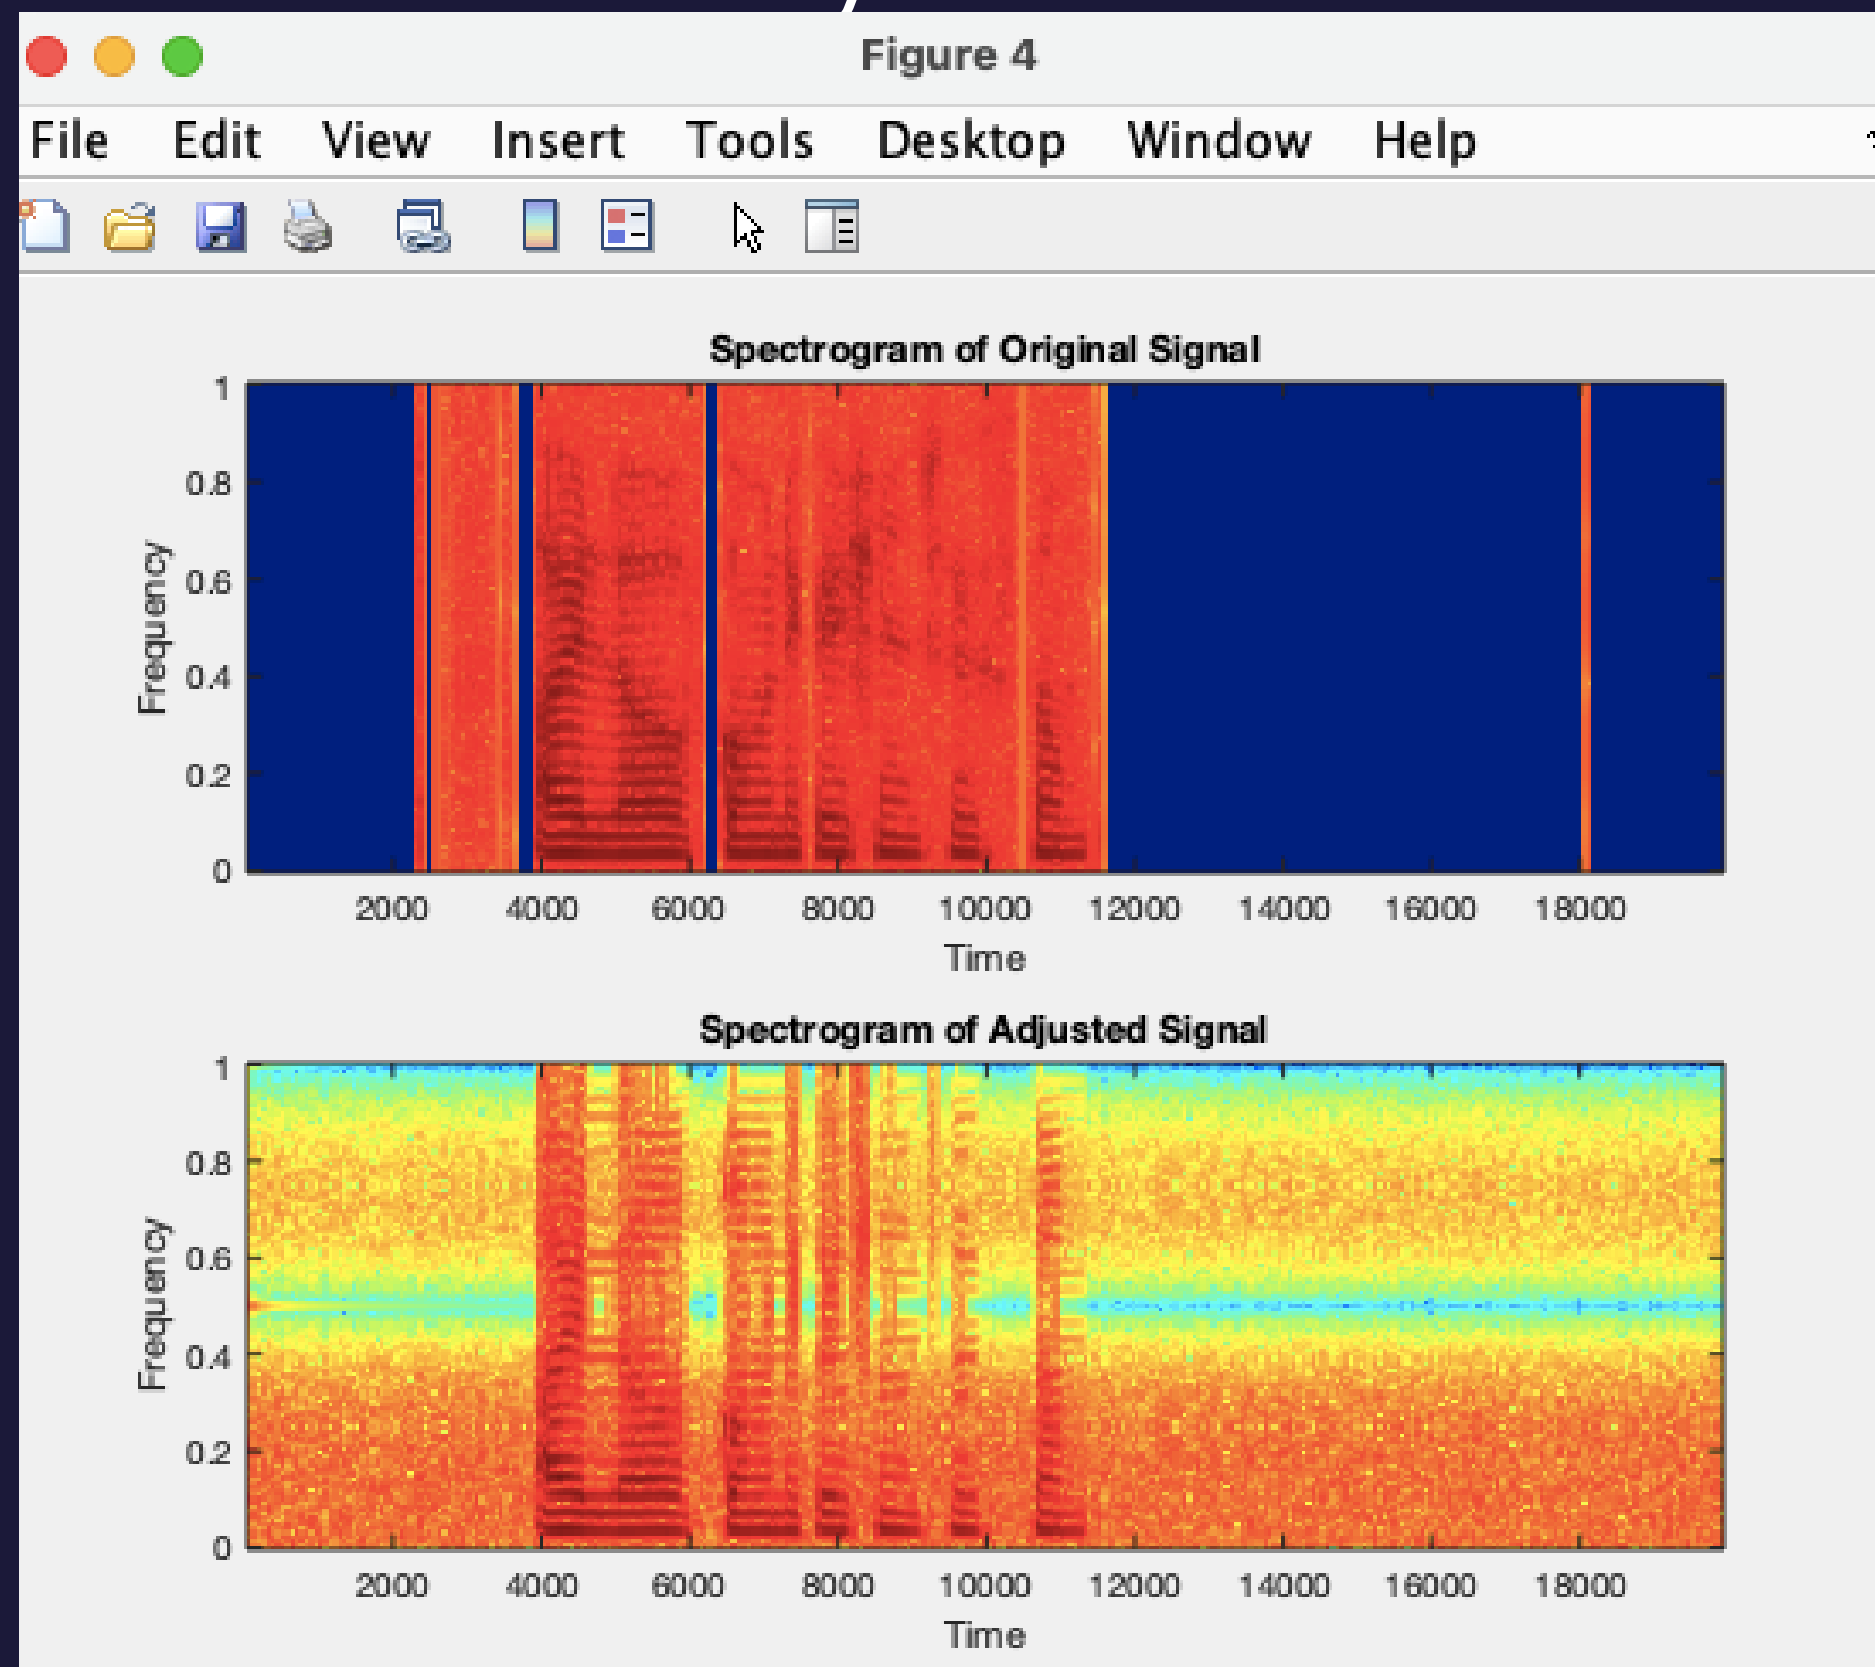 Figure 4
File Edit View Insert Tools Desktop Window Help
Spectrogram of Original Signal
1
0.8
0.6
0.4
0.2
0
Frequency
2000 4000 6000 8000 10000 12000 14000 16000 18000
Time
Spectrogram of Adjusted Signal
1
0.8
0.6
0.4
0.2
0
Frequency
2000 4000 6000 8000 10000 12000 14000 16000 18000
Time